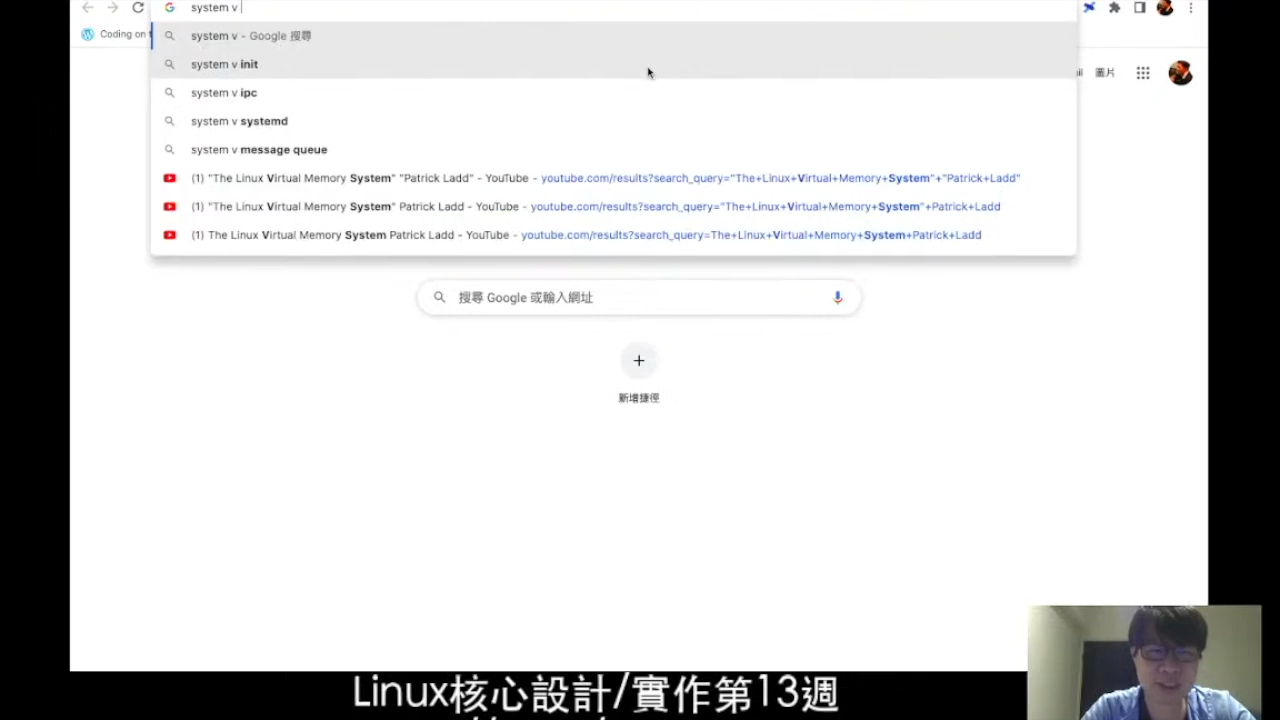 system v
Coding on t
system v - Google 搜尋
system v init
system v ipc
system v systemd
system v message queue
(1) "The Linux Virtual Memory System" "Patrick Ladd" - YouTube - youtube.com/results?search_query="The+Linux+Virtual+Memory+System"+"Patrick+Ladd"
(1) "The Linux Virtual Memory System" Patrick Ladd - YouTube - youtube.com/results?search_query="The+Linux+Virtual+Memory+System"+Patrick+Ladd
(1) The Linux Virtual Memory System Patrick Ladd - YouTube - youtube.com/results?search_query=The+Linux+Virtual+Memory+System+Patrick+Ladd
圖片
搜尋 Google 或輸入網址
新增捷徑
Linux核心設計/實作第13週